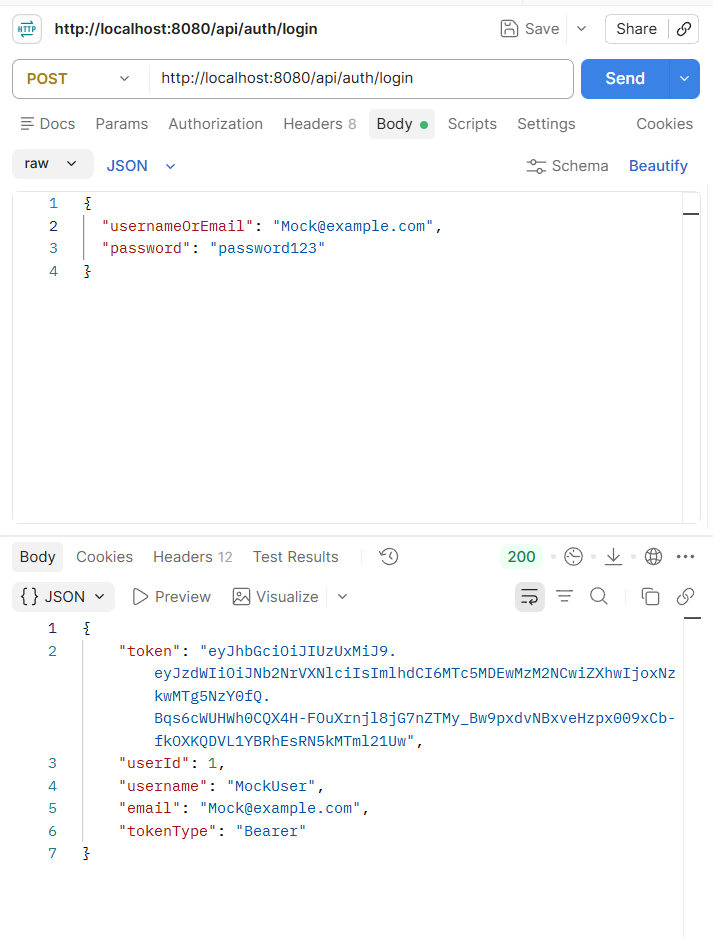 HTTP http://localhost:8080/api/auth/login Save Share
POST http://localhost:8080/api/auth/login Send
Docs Params Authorization Headers 8 Body Scripts Settings Cookies
raw JSON Schema Beautify
1 {
2 "usernameOrEmail": "Mock@example.com",
3 "password": "password123"
4 }
Body Cookies Headers 12 Test Results 200
{} JSON Preview Visualize
1 {
2 "token": "eyJhbGciOiJIUzUxMiJ9.
eyJzdWIiOiJNb2NrVXNlciIsImlhdCI6MTc5MDEwMzM2NCwiZXhwIjoxNz
kwMTg5NzY0fQ.
Bqs6cWUHWh0CQX4H-FOuXrnjl8jG7nZTMy_Bw9pxdvNBxveHzpx009xCb-
fkOXKQDVL1YBRhEsRN5kMTml21Uw",
3 "userId": 1,
4 "username": "MockUser",
5 "email": "Mock@example.com",
6 "tokenType": "Bearer"
7 }